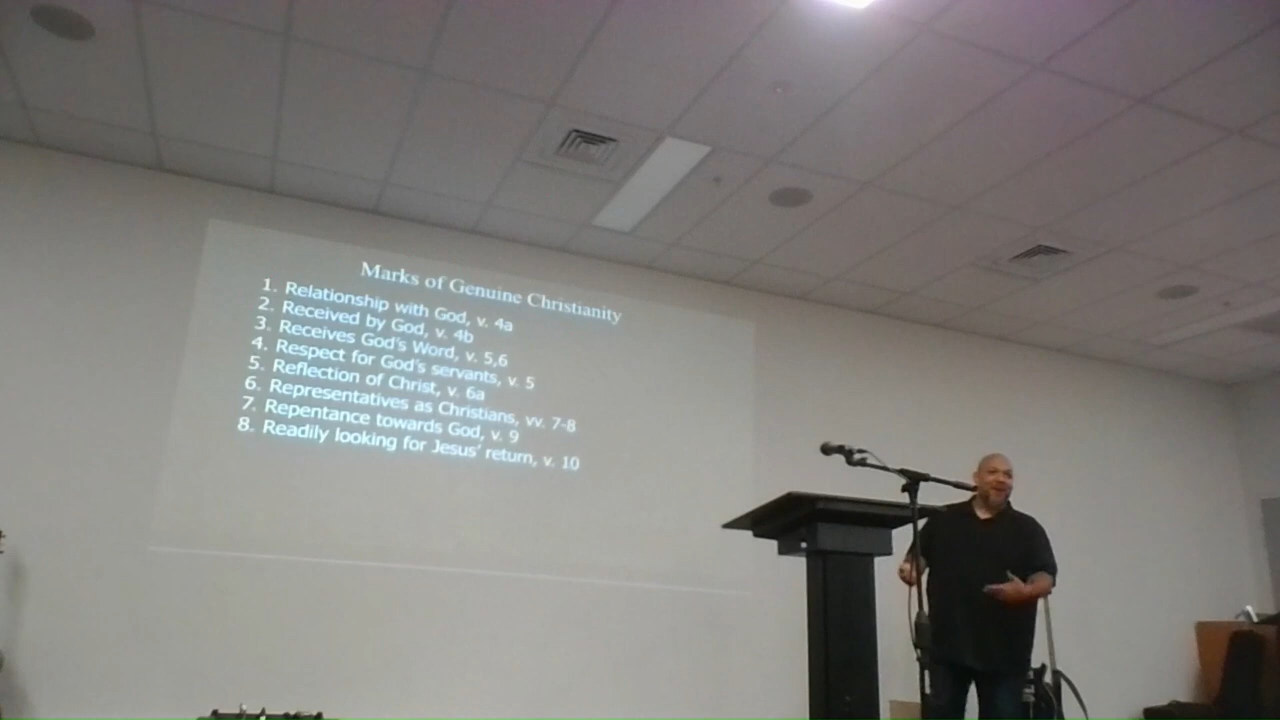 Marks of Genuine Christianity
1. Relationship with God, v. 4a
2. Received by God, v. 4b
3. Receives God's Word, v. 5,6
4. Respect for God's servants, v. 5
5. Reflection of Christ, v. 6a
6. Representatives as Christians, vv. 7-8
7. Repentance towards God, v. 9
8. Readily looking for Jesus' return, v. 10